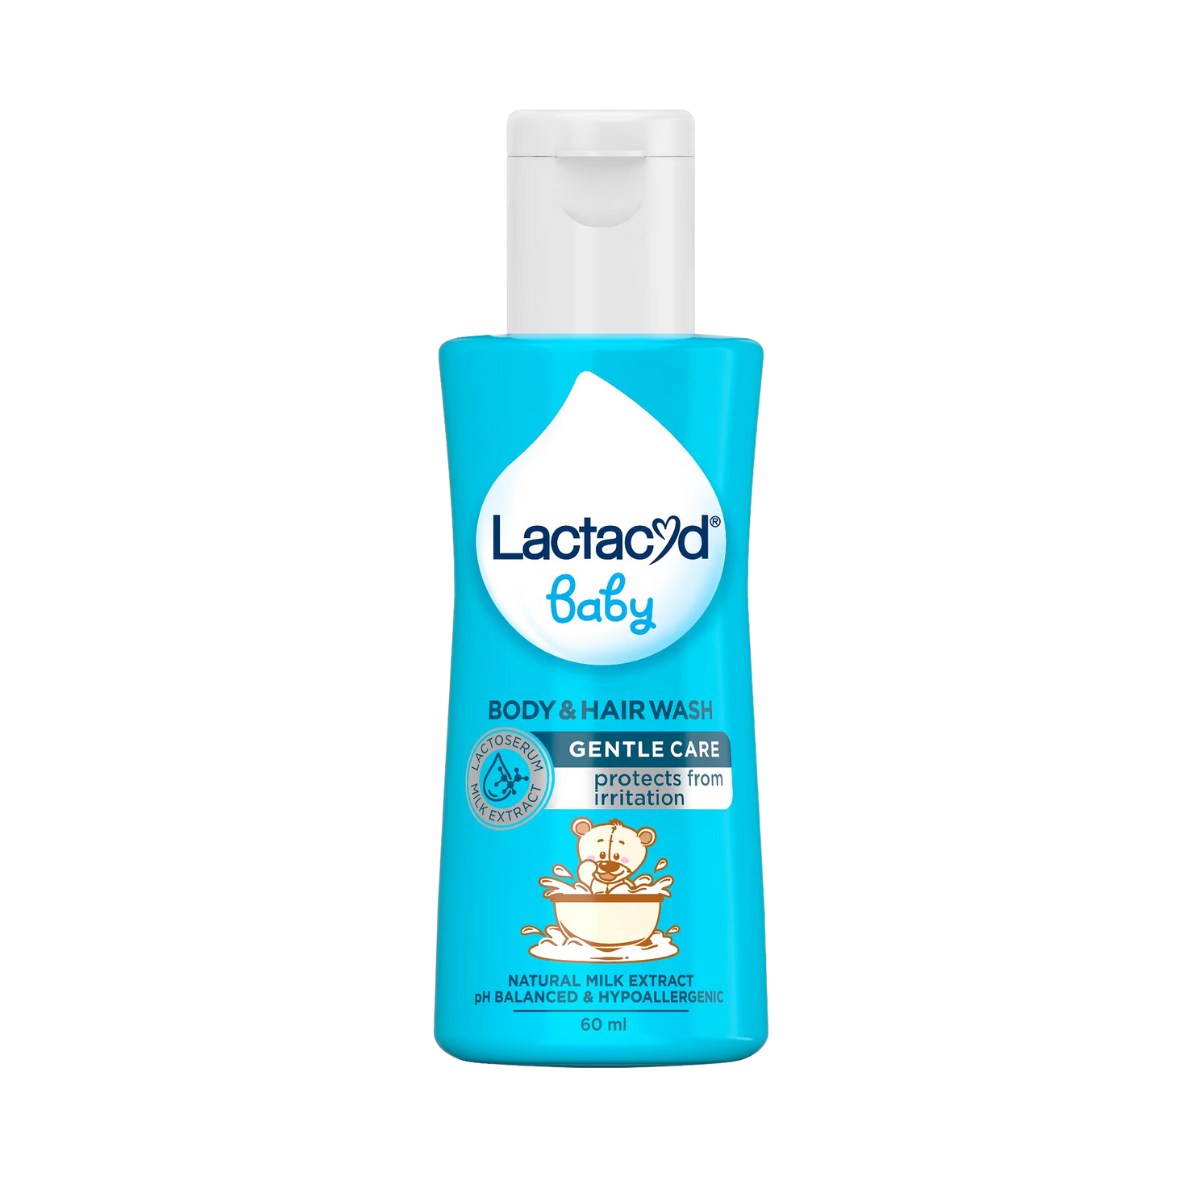 Lactacyd®
baby
BODY & HAIR WASH
LACTOSERUM
MILK EXTRACT
GENTLE CARE
protects from
irritation
NATURAL MILK EXTRACT
pH BALANCED & HYPOALLERGENIC
60 ml